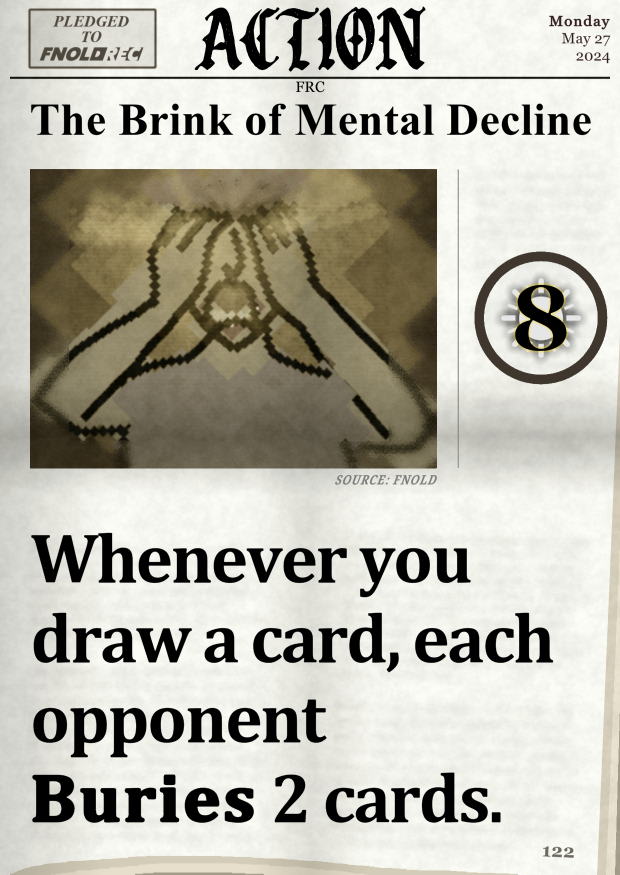 PLEDGED
TO
FNOLDREC
ACTION
Monday
May 27
2024
FRC
The Brink of Mental Decline
8
SOURCE: FNOLD
Whenever you
draw a card, each
opponent
Buries 2 cards.
122